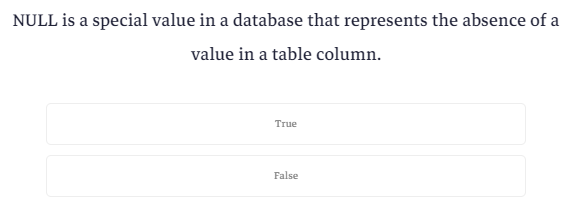 NULL is a special value in a database that represents the absence of a
value in a table column.
True
False